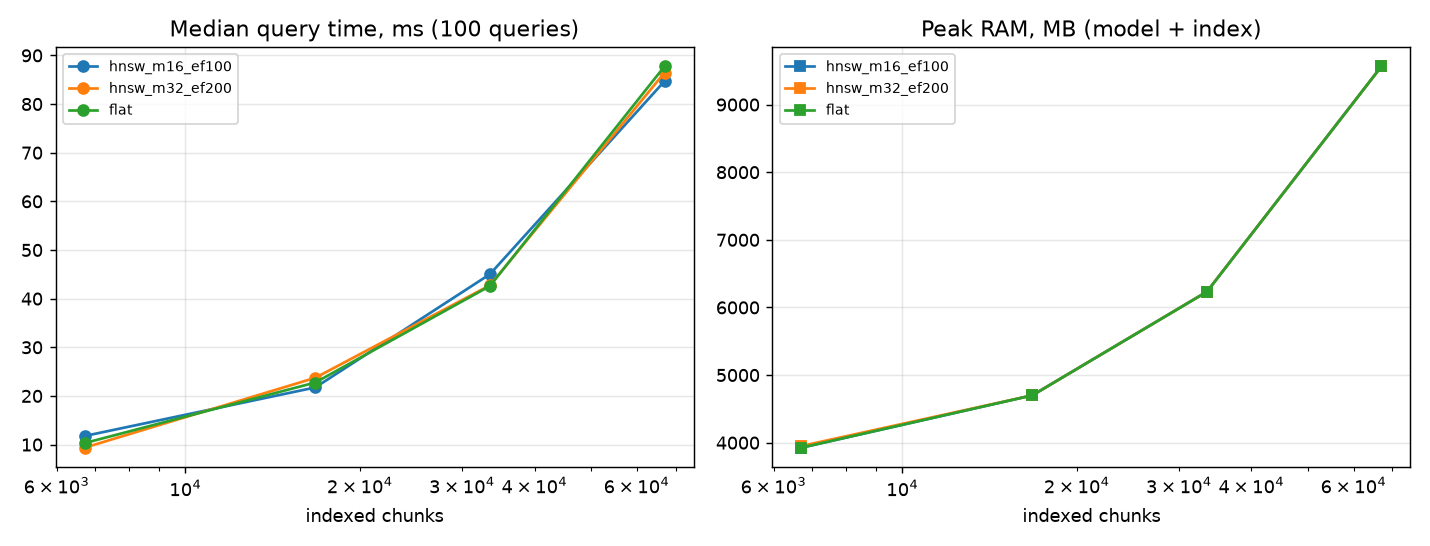 Median query time, ms (100 queries)
hnsw_m16_ef100
hnsw_m32_ef200
flat
90
80
70
60
50
40
30
20
10
6 × 10³
10⁴
2 × 10⁴
3 × 10⁴
4 × 10⁴
6 × 10⁴
indexed chunks
Peak RAM, MB (model + index)
hnsw_m16_ef100
hnsw_m32_ef200
flat
9000
8000
7000
6000
5000
4000
6 × 10³
10⁴
2 × 10⁴
3 × 10⁴
4 × 10⁴
6 × 10⁴
indexed chunks